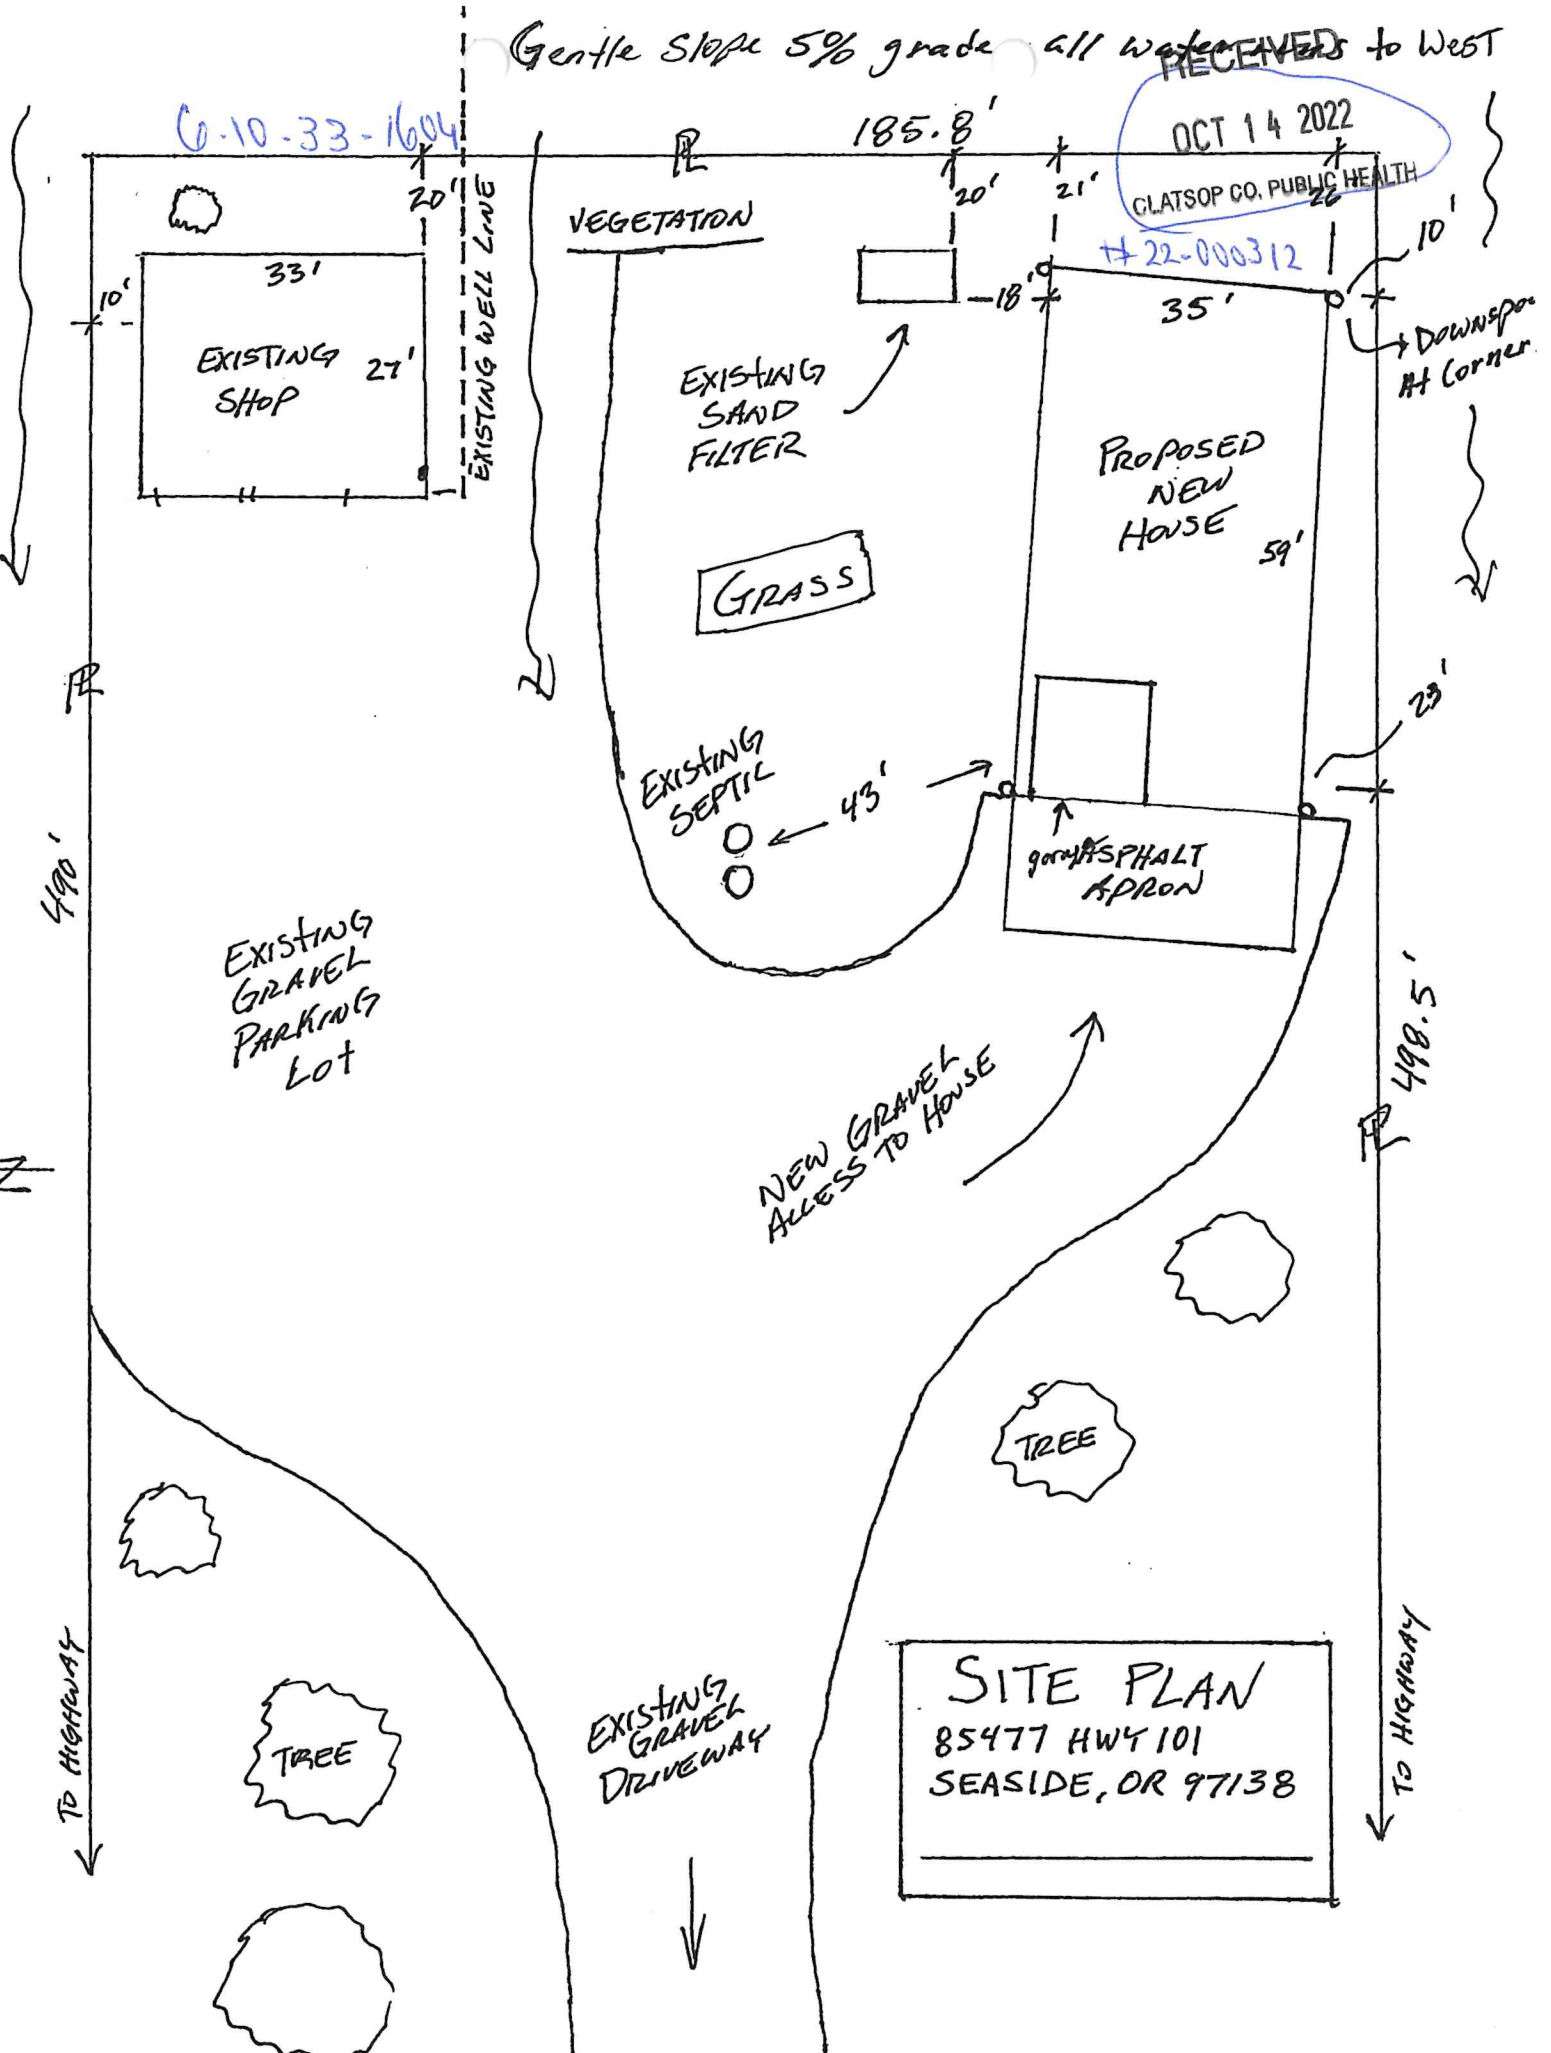 Gentle Slope 5% grade all water runs to West
RECEIVED
OCT 14 2022
CLATSOP CO. PUBLIC HEALTH
6-10-33-1604
#22-000312
PL
185.8'
20'
20'
21'
26'
10'
VEGETATION
33'
10'
EXISTING
SHOP
27'
EXISTING WELL LINE
18'
35'
DOWNSPO
At Corner
EXISTING
SAND
FILTER
PROPOSED
NEW
HOUSE
59'
GRASS
PL
23'
EXISTING
SEPTIC
43'
490'
ASPHALT
APRON
EXISTING
GRAVEL
PARKING
Lot
498.5'
NEW GRAVEL
ACCESS TO HOUSE
PL
TREE
TREE
TO HIGHWAY
EXISTING
GRAVEL
DRIVEWAY
SITE PLAN
85477 HWY 101
SEASIDE, OR 97138
TO HIGHWAY